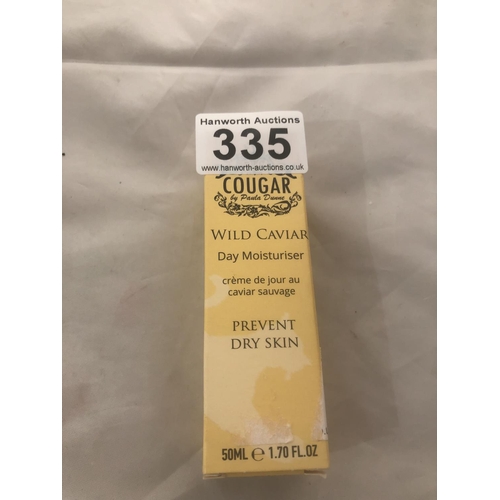 Hanworth Auctions
335
www.hanworth-auctions.co.uk
COUGAR
by Paula Dunne
WILD CAVIAR
Day Moisturiser
crème de jour au
caviar sauvage
PREVENT
DRY SKIN
50ML e 1.70 FL.OZ